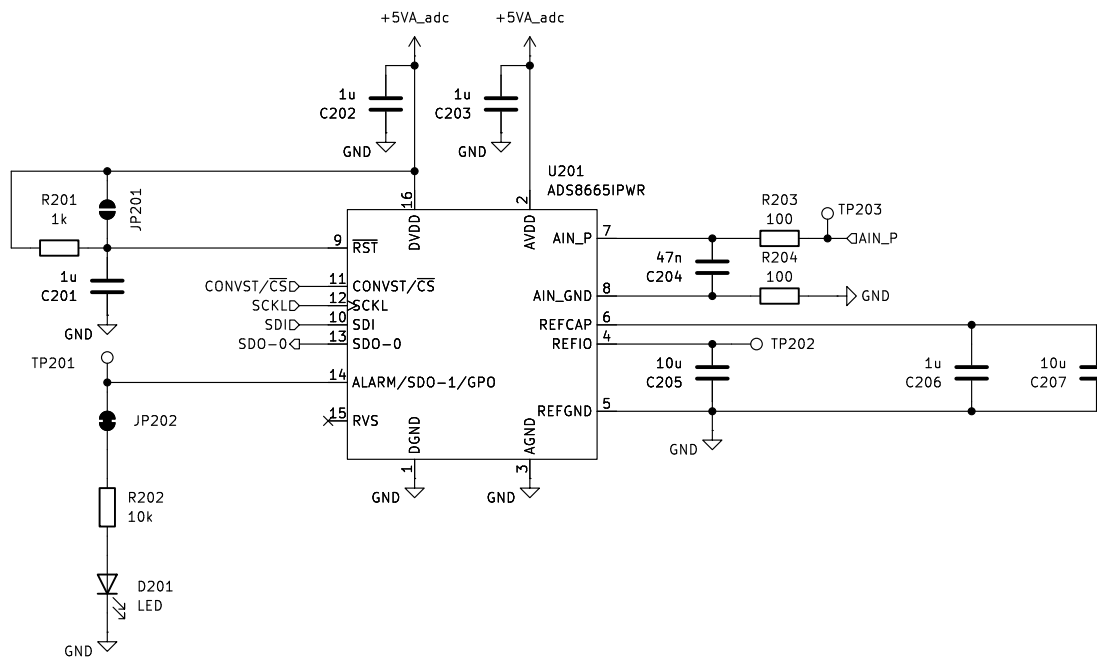 +5VA_adc
+5VA_adc
1u
C202
1u
C203
GND
GND
U201
ADS8665IPWR
R201
1k
JP201
16
DVDD
2
AVDD
R203
100
TP203
9
RST
AIN_P
7
AIN_P
1u
C201
47n
C204
R204
100
CONVST/CS
11
CONVST/CS
AIN_GND
8
GND
SCKL
12
SCKL
SDI
10
SDI
REFCAP
6
GND
SDO-0
13
SDO-0
REFIO
4
TP202
TP201
10u
C205
1u
C206
10u
C207
14
ALARM/SDO-1/GPO
JP202
15
RVS
REFGND
5
DGND
1
AGND
3
GND
GND
GND
R202
10k
D201
LED
GND